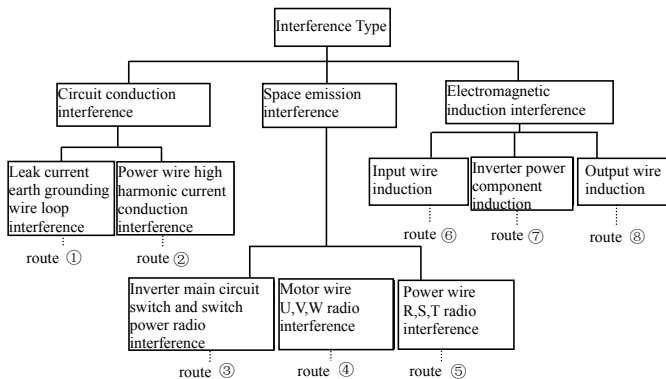 Interference Type
Circuit conduction
interference
Space emission
interference
Electromagnetic
induction interference
Leak current
earth grounding
wire loop
interference
Power wire high
harmonic current
conduction
interference
Input wire
induction
Inverter power
component
induction
Output wire
induction
route ①
route ②
route ⑥
route ⑦
route ⑧
Inverter main circuit
switch and switch
power radio
interference
Motor wire
U,V,W radio
interference
Power wire
R,S,T radio
interference
route ③
route ④
route ⑤